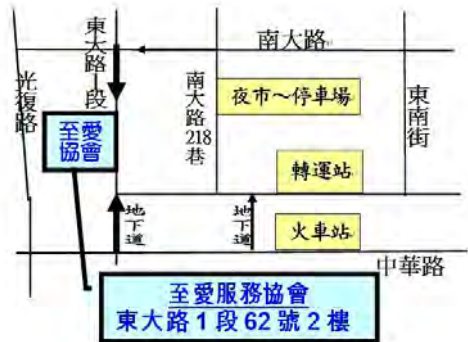 南大路
東大路1段
光復路
南大路218巷
夜市～停車場
東南街
至愛
協會
轉運站
地下道
地下道
火車站
中華路
至愛服務協會
東大路1段62號2樓